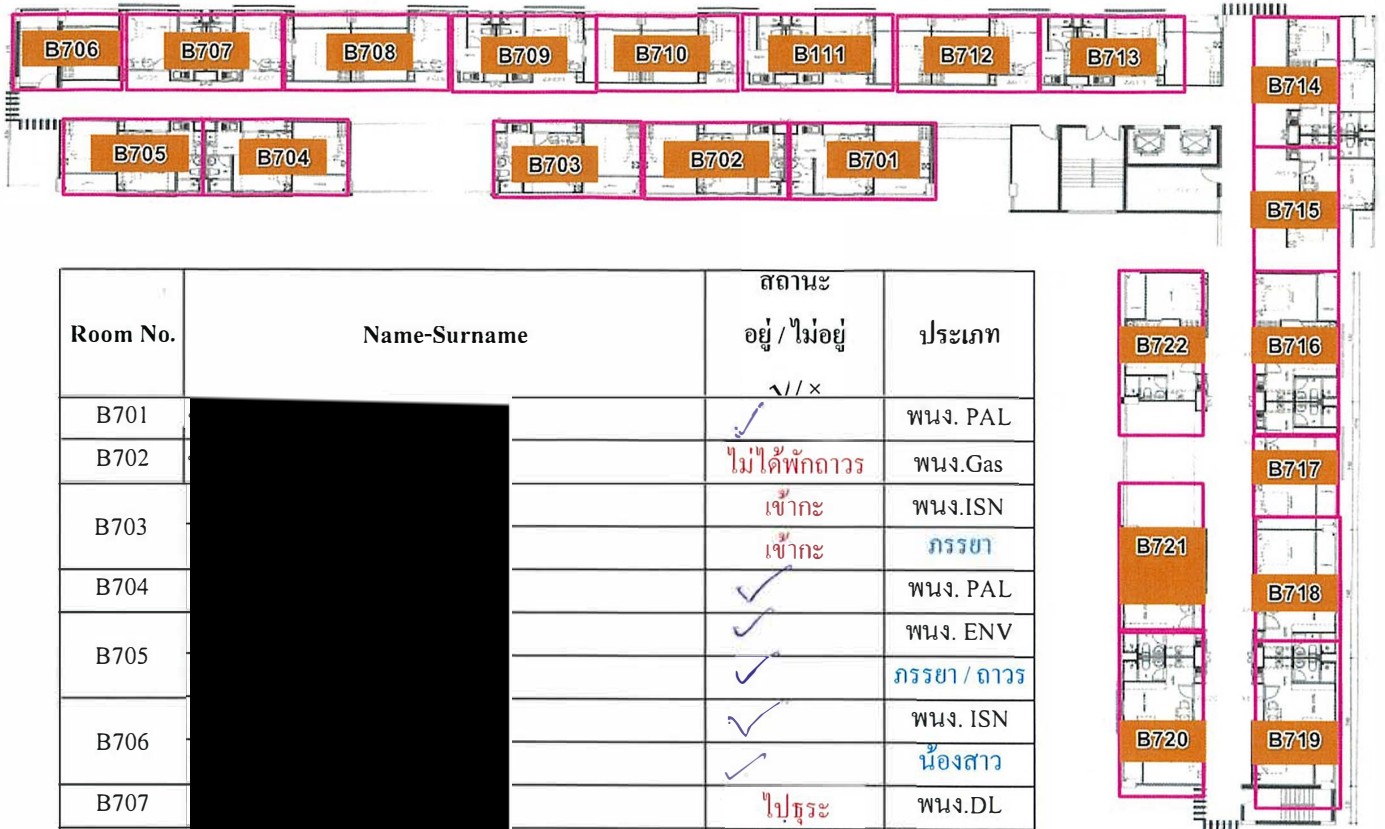 B706 B707 B708 B709 B710 B111 B712 B713
B714
B705 B704 B703 B702 B701
B715
B722 B716
B717
B721
B718
B720 B719
Room No. Name-Surname สถานะ
อยู่ / ไม่อยู่
√ / / × ประเภท
B701 ✓ พนง. PAL
B702 ไม่ได้พักถาวร พนง.Gas
B703 เข้ากะ พนง.ISN
เข้ากะ ภรรยา
B704 ✓ พนง. PAL
B705 ✓ พนง. ENV
✓ ภรรยา / ถาวร
B706 ✓ พนง. ISN
✓ น้องสาว
B707 ไปธุระ พนง.DL